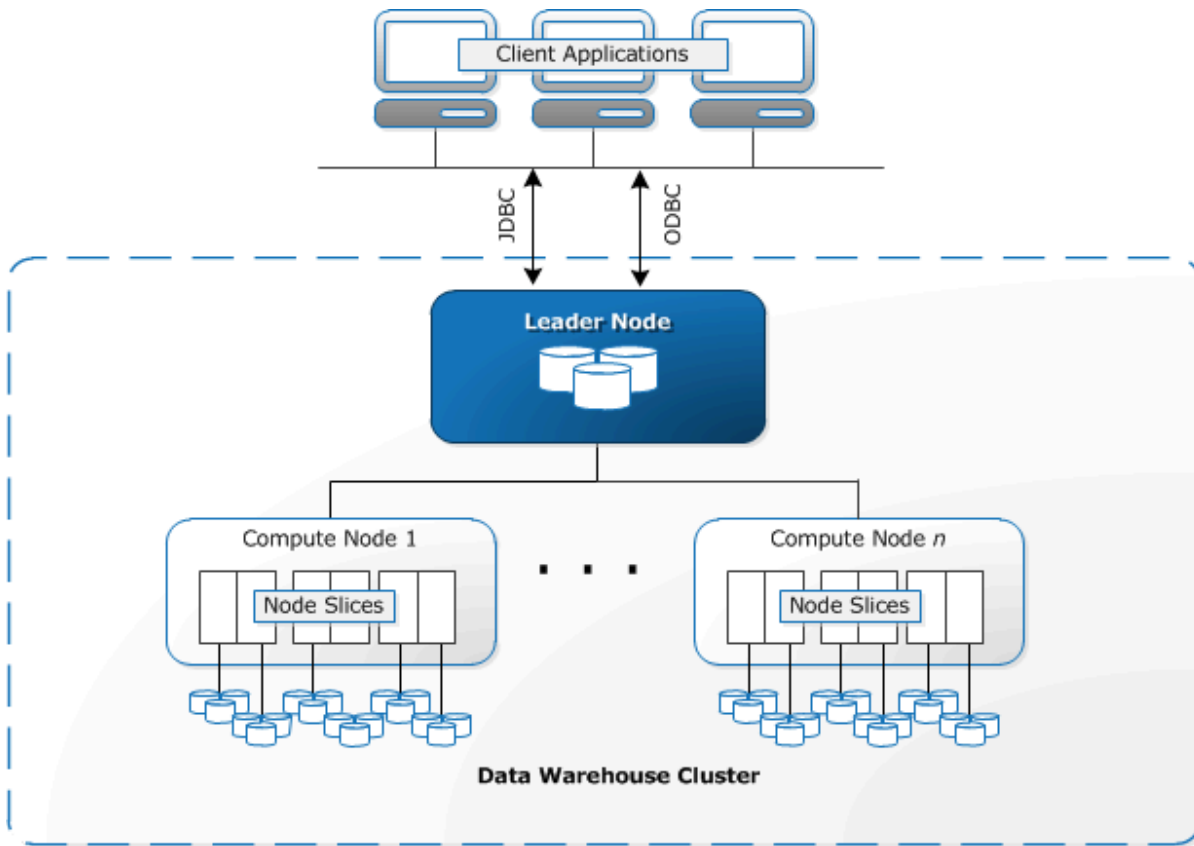 Client Applications
JDBC
ODBC
Leader Node
Compute Node 1
Node Slices
. . .
Compute Node n
Node Slices
Data Warehouse Cluster